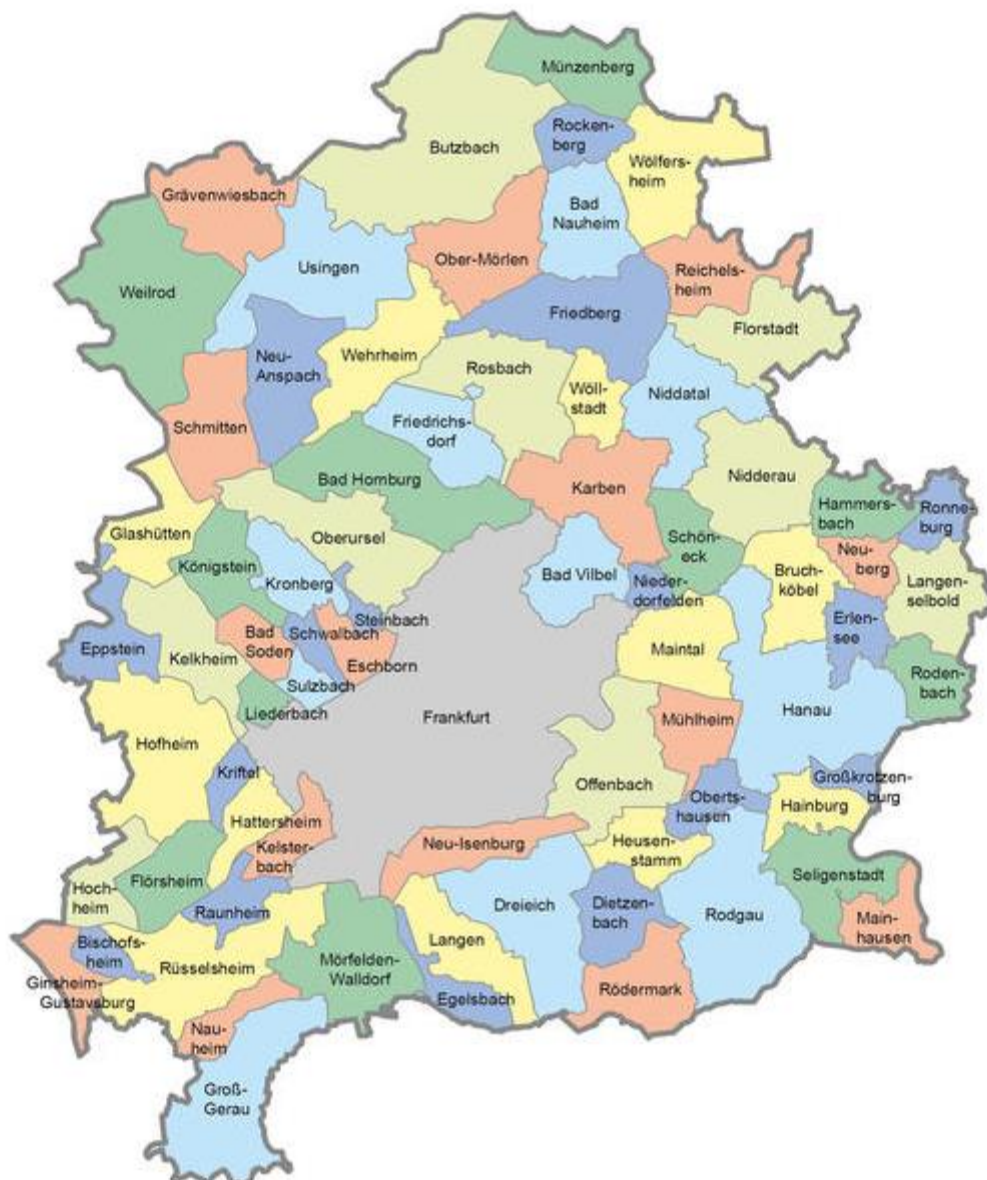 Münzenberg
Rocken-
berg
Butzbach
Wölfers-
heim
Grävenwiesbach
Bad
Nauheim
Ober-Mörlen
Usingen
Reichels-
heim
Weilrod
Friedberg
Florstadt
Neu-
Anspach
Wehrheim
Rosbach
Wöll-
stadt
Niddatal
Schmitten
Friedrichs-
dorf
Bad Homburg
Karben
Nidderau
Hammers-
bach
Ronne-
burg
Glashütten
Oberursel
Schön-
eck
Königstein
Kronberg
Bad Vilbel
Bruch-
köbel
Neu-
berg
Langen-
selbold
Nieder-
dorfelden
Steinbach
Erlen-
see
Bad
Soden
Schwalbach
Eppstein
Kelkheim
Eschborn
Maintal
Roden-
bach
Sulzbach
Liederbach
Frankfurt
Mühlheim
Hanau
Hofheim
Kriftel
Offenbach
Großkrotzen-
burg
Oberts-
hausen
Hainburg
Hattersheim
Neu-Isenburg
Heusen-
stamm
Kelster-
bach
Flörsheim
Seligenstadt
Hoch-
heim
Raunheim
Dreieich
Dietzen-
bach
Rodgau
Main-
hausen
Bischofs-
heim
Langen
Rüsselsheim
Mörfelden-
Walldorf
Ginsheim-
Gustavsburg
Egelsbach
Rödermark
Nau-
heim
Groß-
Gerau